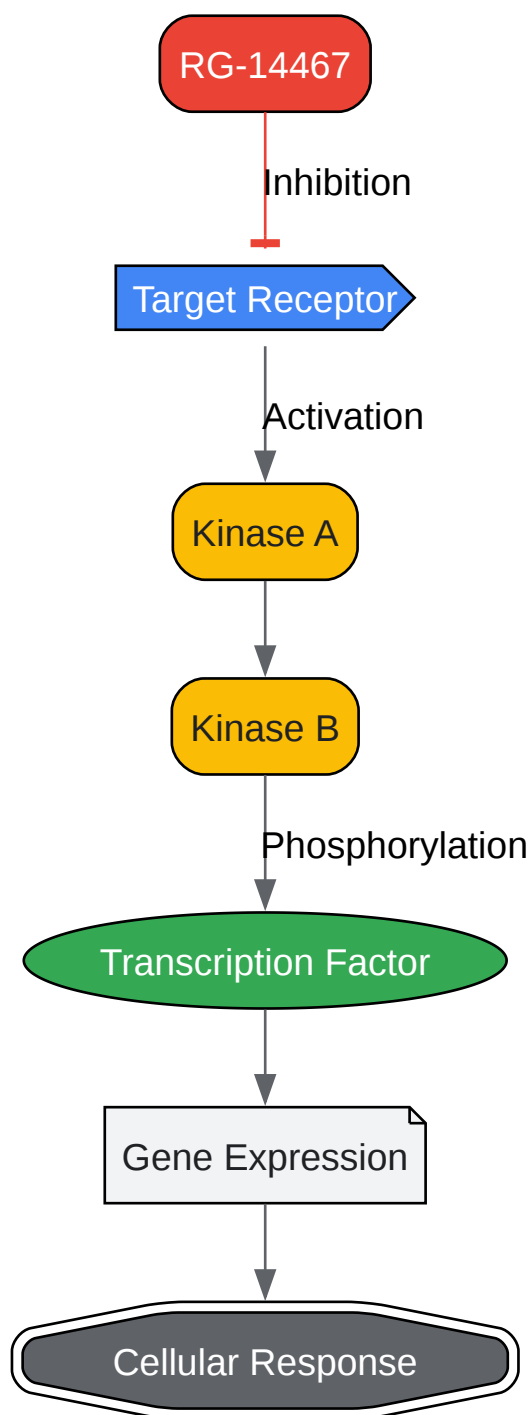 RG-14467
Inhibition
Target Receptor
Activation
Kinase A
Kinase B
Phosphorylation
Transcription Factor
Gene Expression
Cellular Response